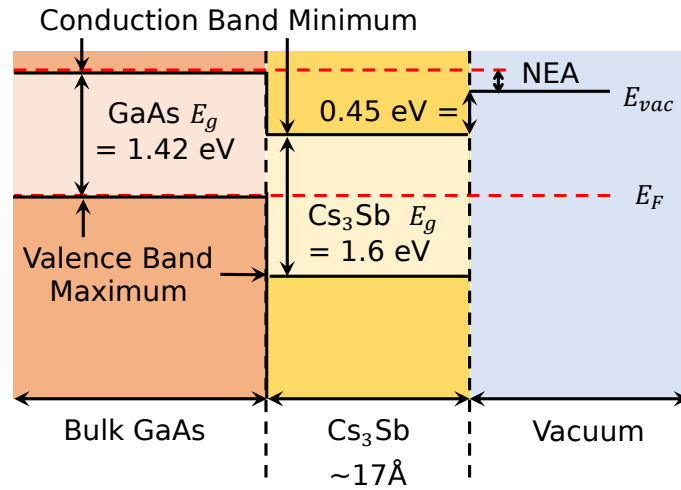 Conduction Band Minimum
NEA
GaAs E_g
= 1.42 eV
0.45 eV =
E_vac
E_F
Cs₃Sb E_g
= 1.6 eV
Valence Band
Maximum
Bulk GaAs
Cs₃Sb
Vacuum
~17Å